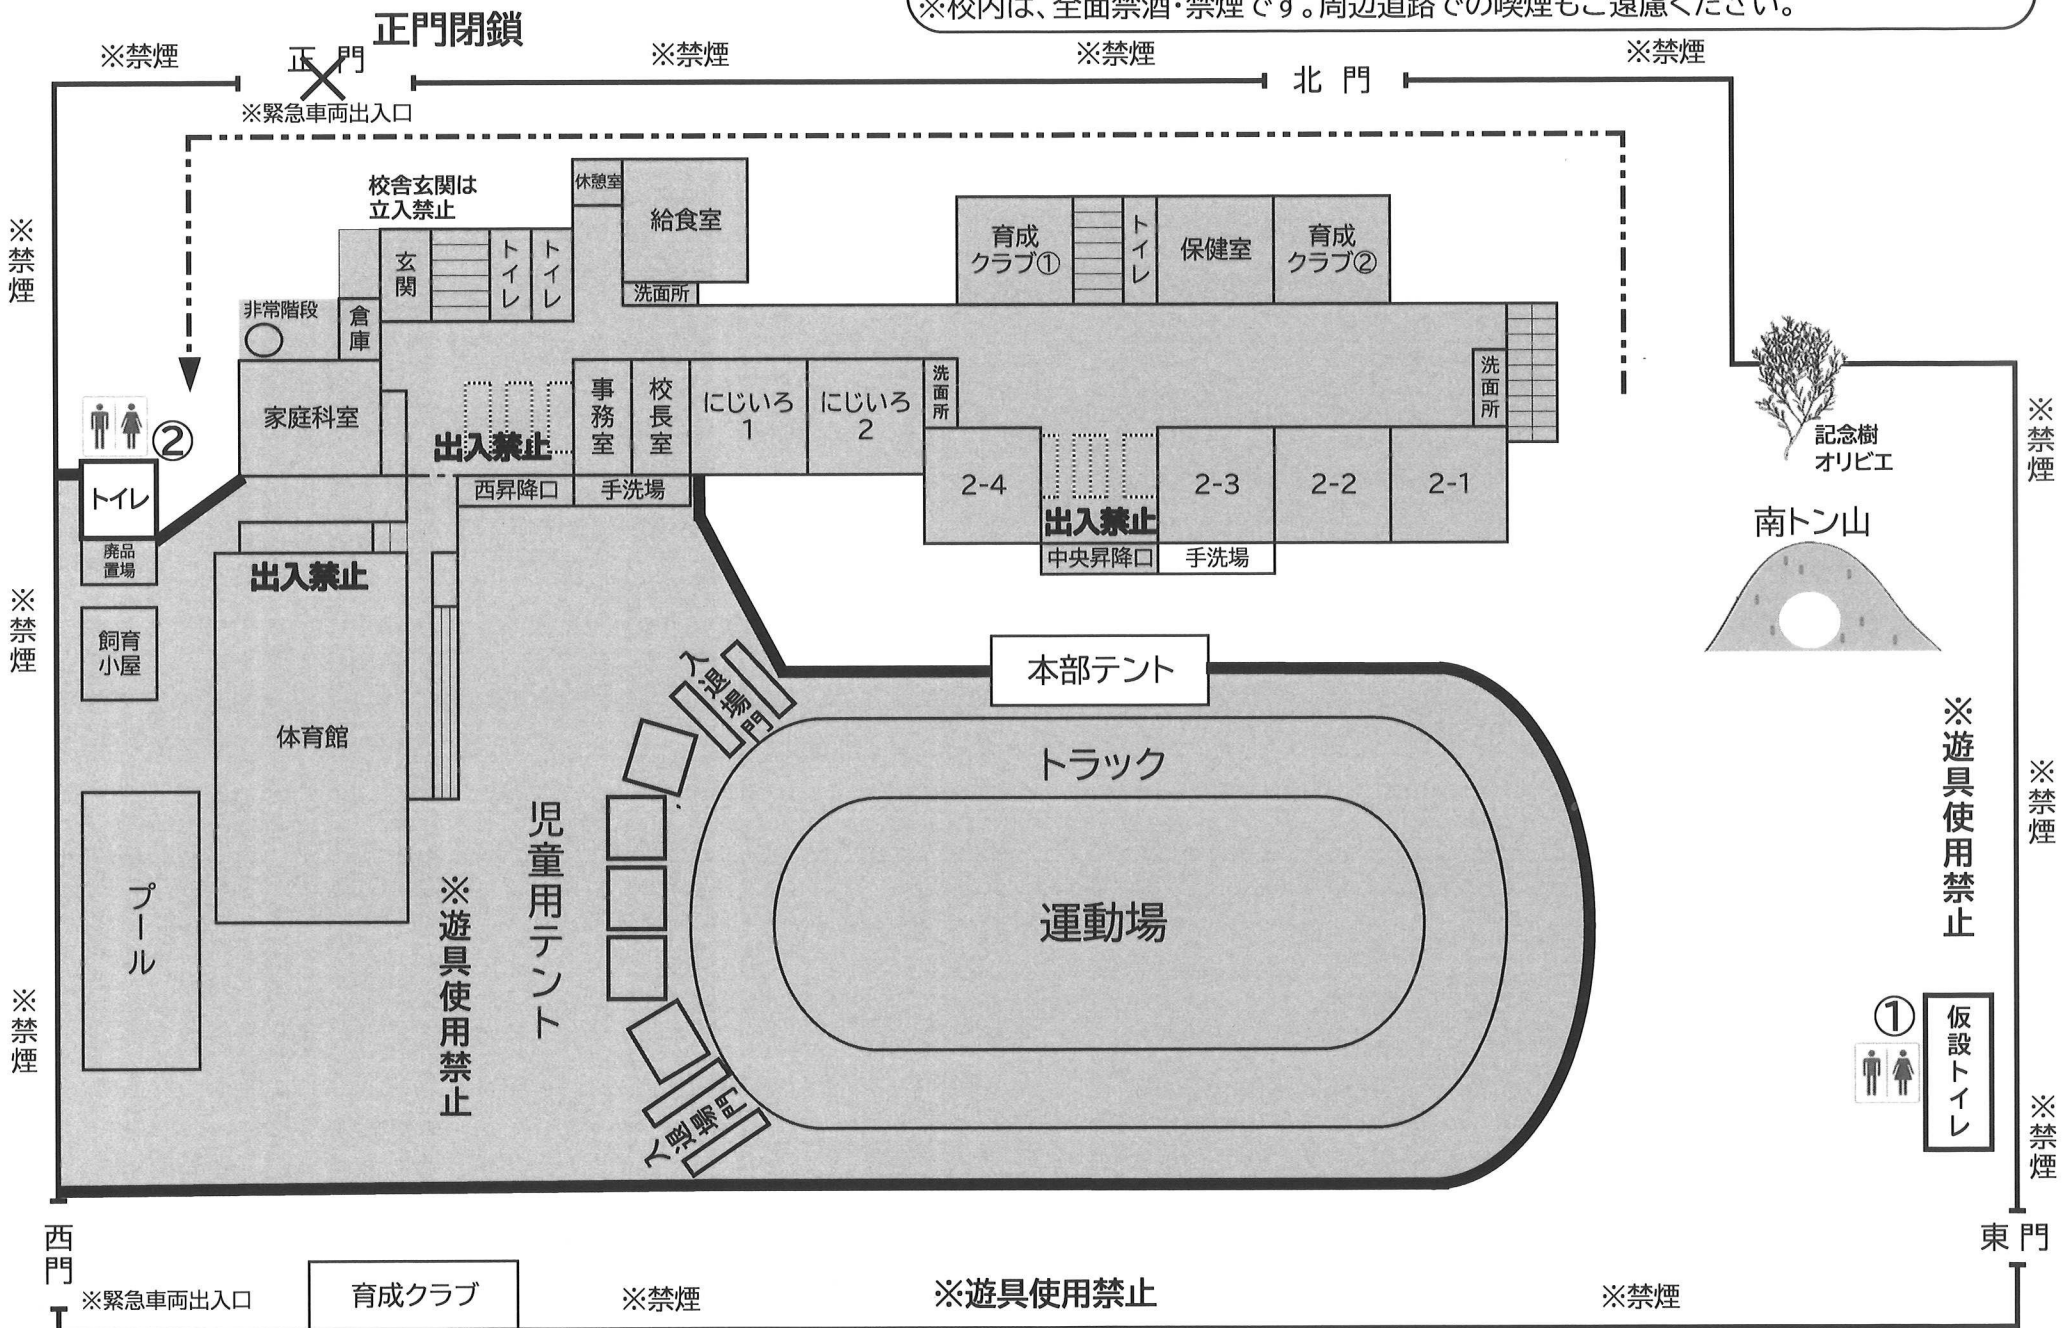 ※校内は、全面禁酒・禁煙です。周辺道路での喫煙もご遠慮ください。
正門閉鎖
※禁煙
正 門
※禁煙
※禁煙
※禁煙
北 門
※緊急車両出入口
校舎玄関は
立入禁止
休憩室
給食室
洗面所
玄関
トイレ
トイレ
育成
クラブ①
トイレ
保健室
育成
クラブ②
※禁煙
非常階段
倉庫
家庭科室
出入禁止
事務室
校長室
にじいろ
1
にじいろ
2
洗面所
洗面所
記念樹
オリビエ
※禁煙
②
トイレ
西昇降口
手洗場
2-4
出入禁止
2-3
2-2
2-1
中央昇降口
手洗場
南トン山
廃品
置場
出入禁止
※禁煙
飼育
小屋
体育館
入退場門
本部テント
トラック
※遊具使用禁止
※禁煙
児童用テント
プール
※遊具使用禁止
運動場
※禁煙
①
仮設トイレ
入退場門
※禁煙
西門
東 門
※緊急車両出入口
育成クラブ
※禁煙
※遊具使用禁止
※禁煙